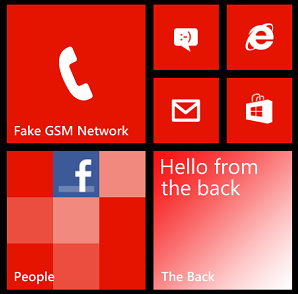 :-)
Fake GSM Network
f
People
Hello from
the back
The Back